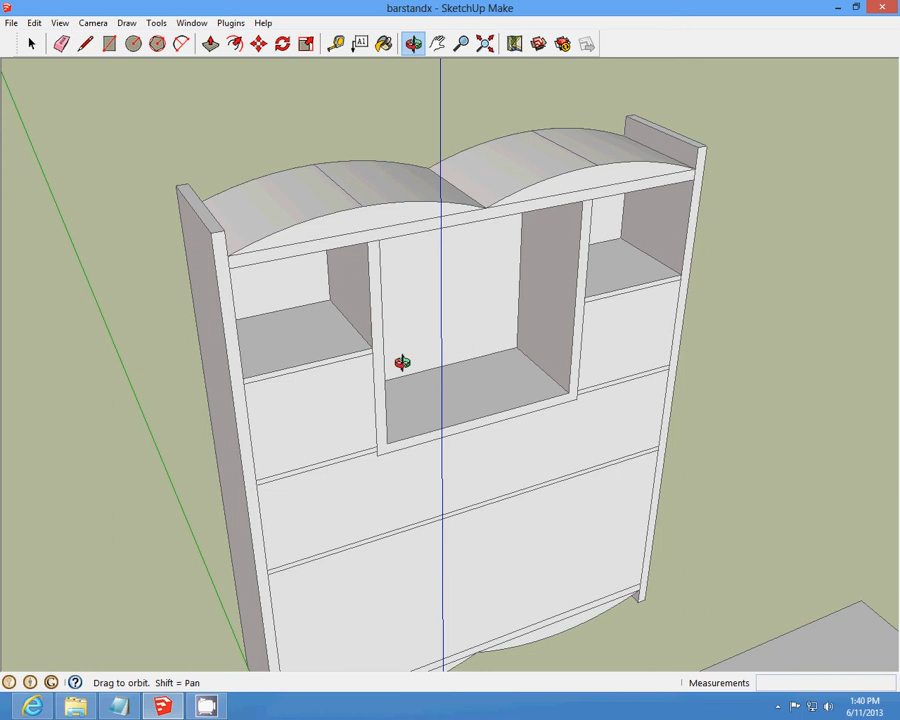 barstandx - SketchUp Make
File Edit View Camera Draw Tools Window Plugins Help
A1
Drag to orbit. Shift = Pan
Measurements
1:40 PM
6/11/2013